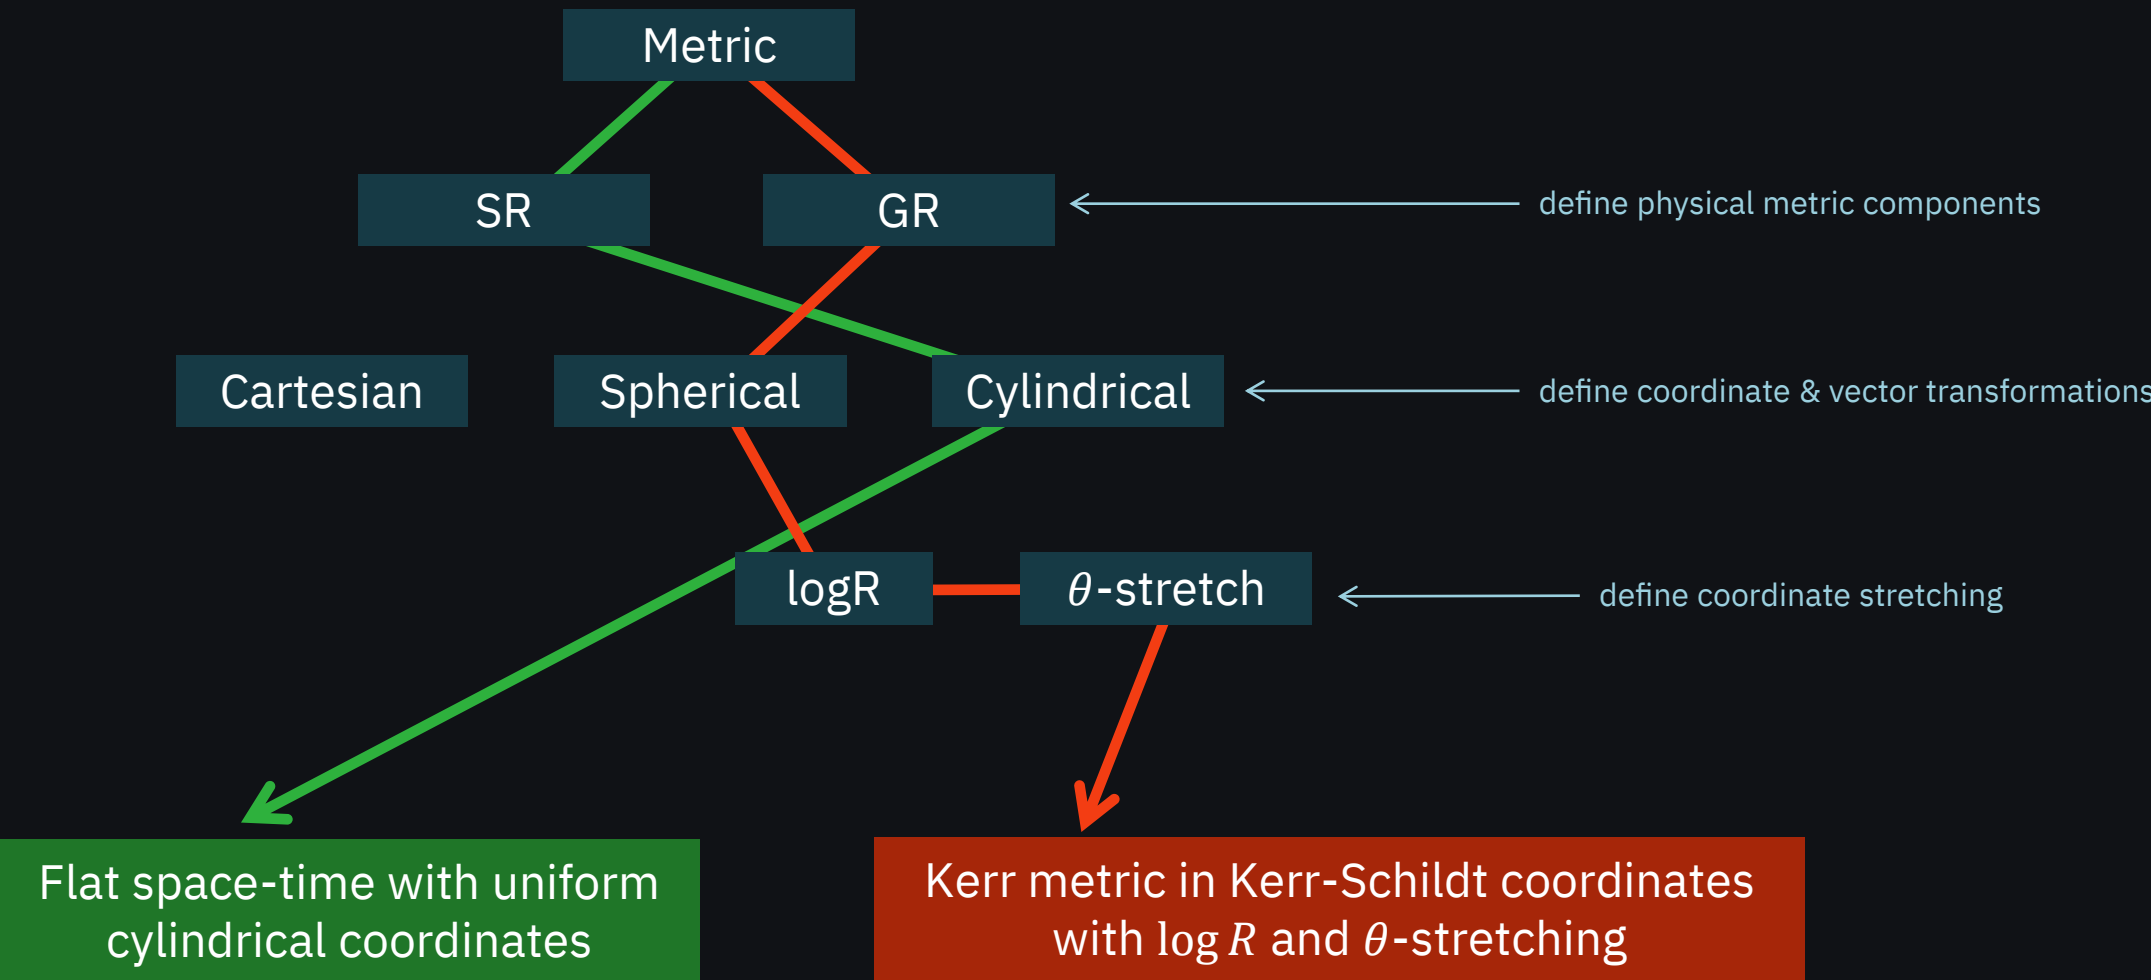 Metric
SR
GR
define physical metric components
Cartesian
Spherical
Cylindrical
define coordinate & vector transformations
logR
θ-stretch
define coordinate stretching
Flat space-time with uniform
cylindrical coordinates
Kerr metric in Kerr-Schildt coordinates
with log R and θ-stretching